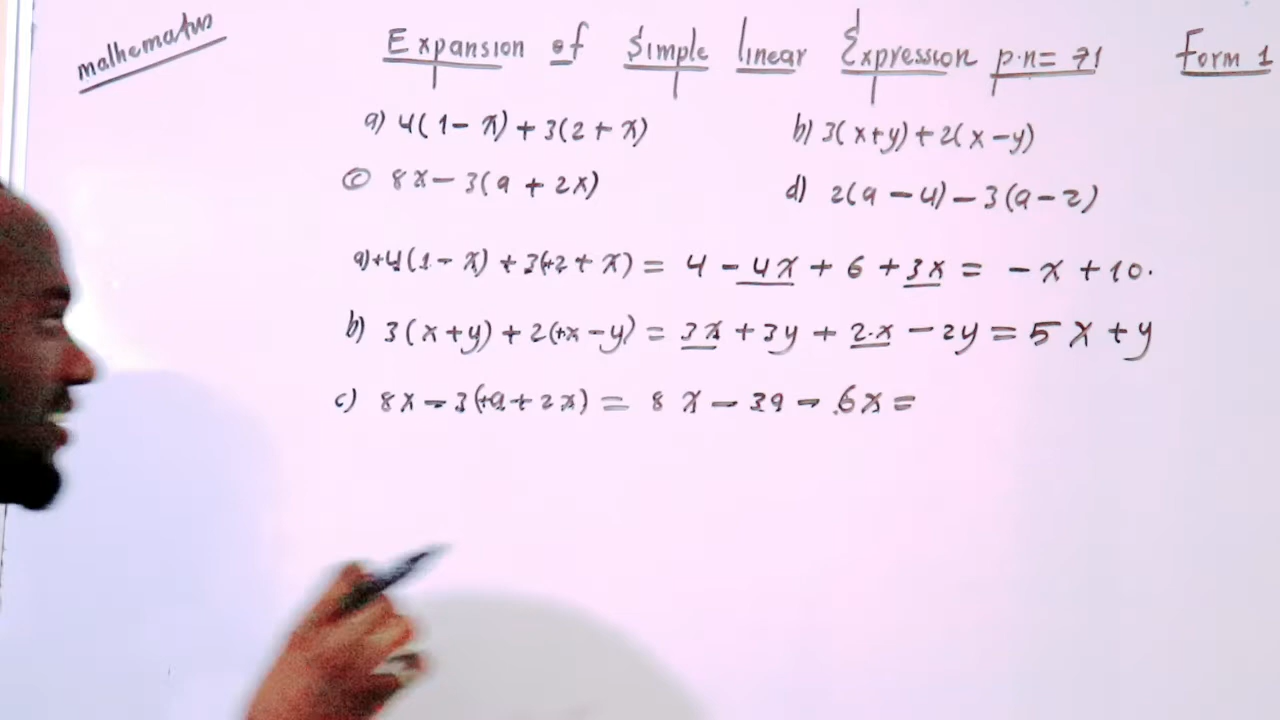 mathematics
Expansion of Simple linear Expression p.n= 71 Form 1
a) 4(1 - x) + 3(2 + x) b) 3(x+y) + 2(x - y)
c) 8x - 3(a + 2x) d) 2(a - 4) - 3(a - 2)
a) +4(1 - x) + 3(+2 + x) = 4 - 4x + 6 + 3x = - x + 10.
b) 3(x+y) + 2(+x - y) = 3x + 3y + 2.x - 2y = 5x + y
c) 8x - 3(+a + 2x) = 8x - 3a - 6x =